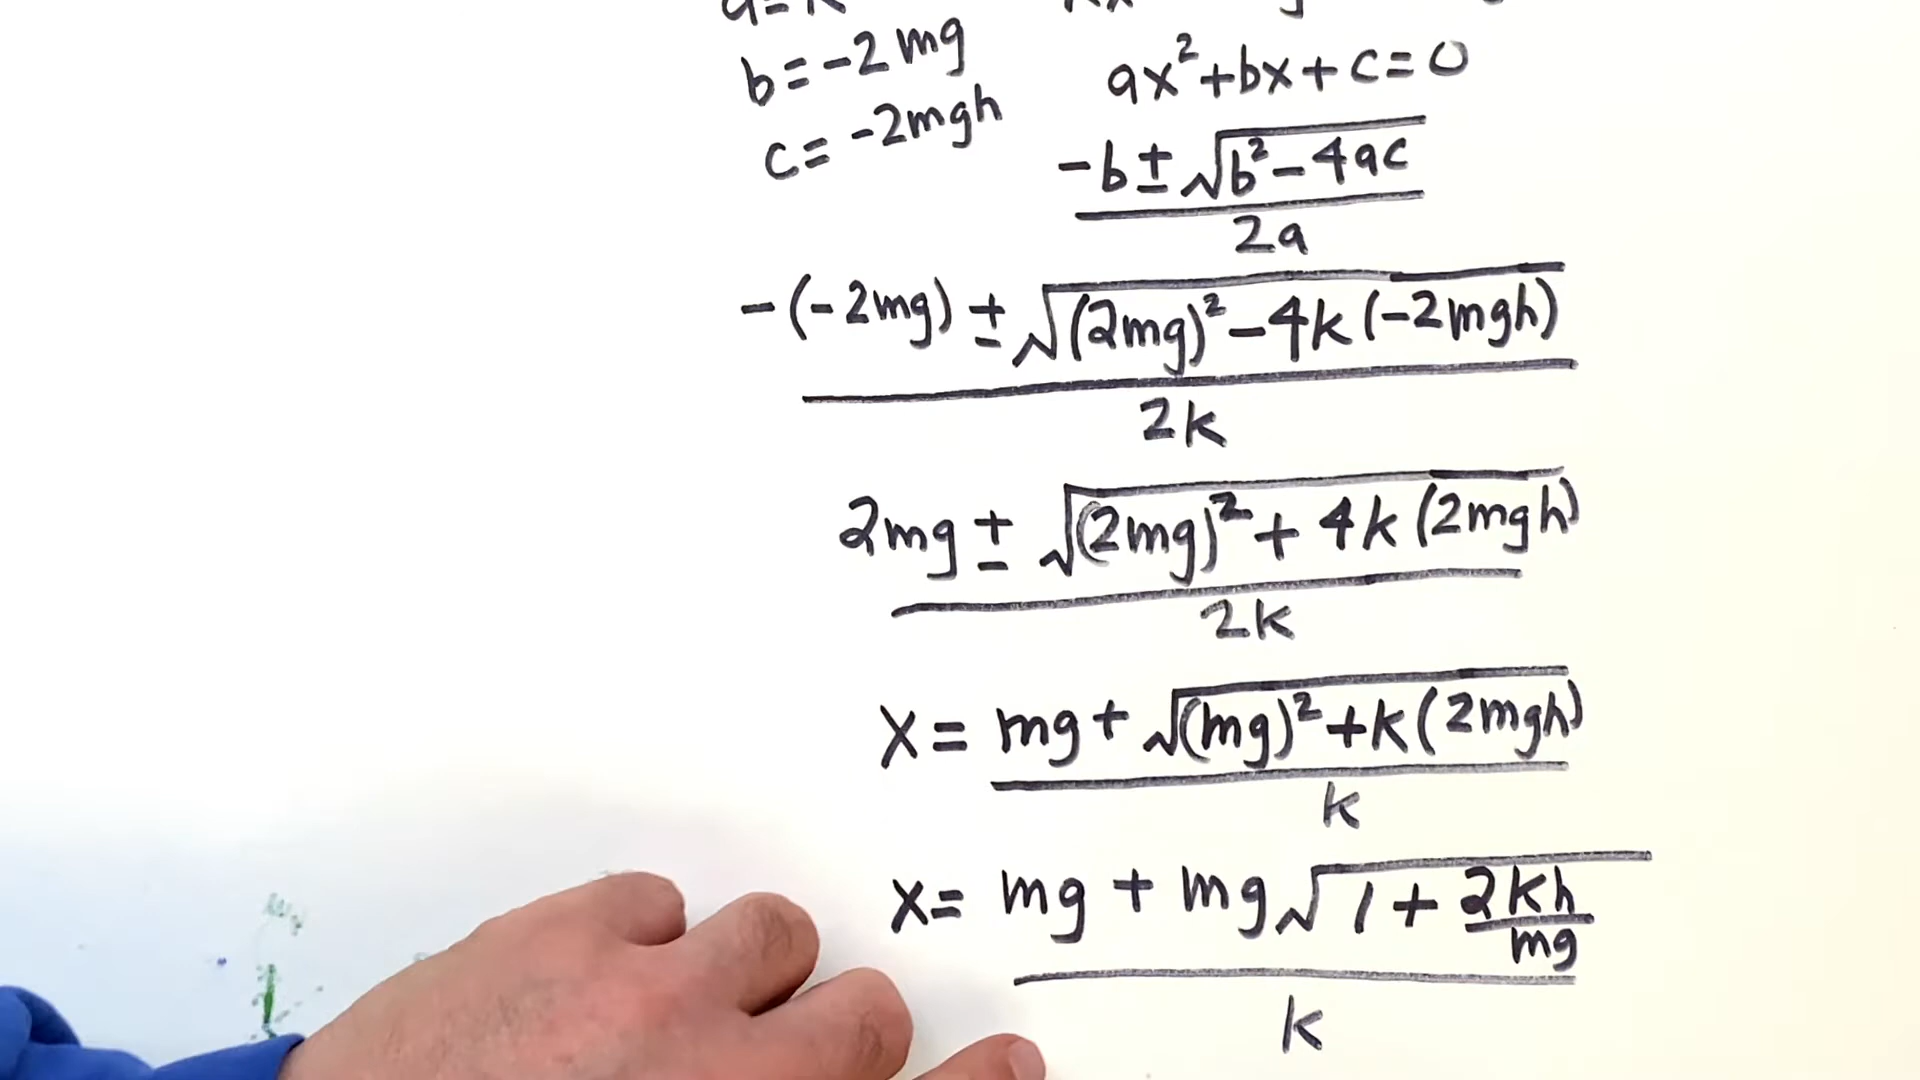 b = -2mg
ax² + bx + c = 0
c = -2mgh
-b ± √(b² - 4ac)
2a
-(-2mg) ± √((2mg)² - 4k(-2mgh))
2k
2mg ± √((2mg)² + 4k(2mgh))
2k
x = mg + √((mg)² + k(2mgh))
k
x = mg + mg√(1 + 2kh/mg)
k